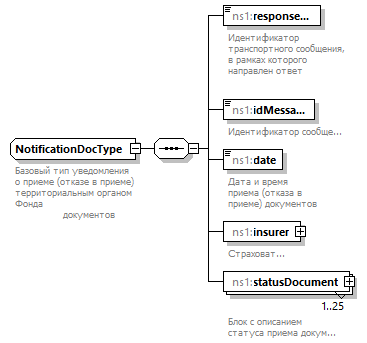 ns1:response...
Идентификатор
транспортного сообщения,
в рамках которого
направлен ответ
ns1:idMessa...
Идентификатор сообще...
NotificationDocType
Базовый тип уведомления
о приеме (отказе в приеме)
территориальным органом
Фонда
документов
ns1:date
Дата и время
приема (отказа в
приеме) документов
ns1:insurer
Страховат...
ns1:statusDocument
1..25
Блок с описанием
статуса приема докум...